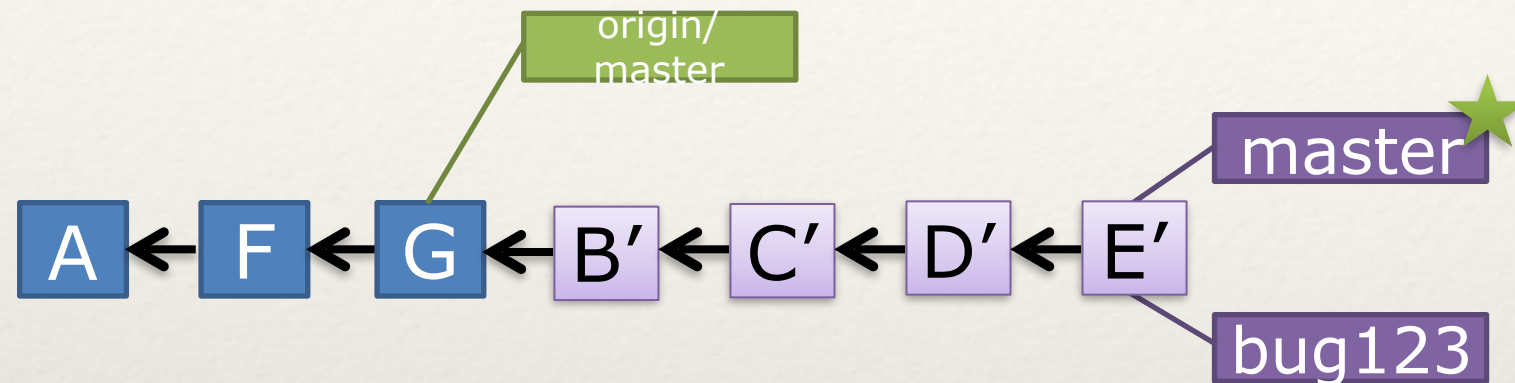 origin/
master
master
A F G B’ C’ D’ E’
bug123